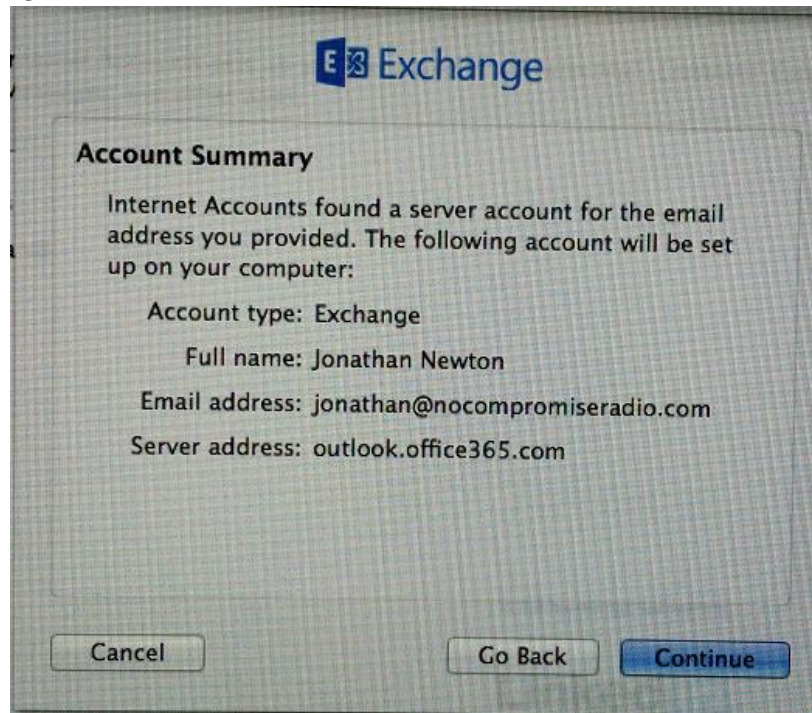 Exchange
Account Summary
Internet Accounts found a server account for the email
address you provided. The following account will be set
up on your computer:
Account type: Exchange
Full name: Jonathan Newton
Email address: jonathan@nocompromiseradio.com
Server address: outlook.office365.com
Cancel
Go Back
Continue